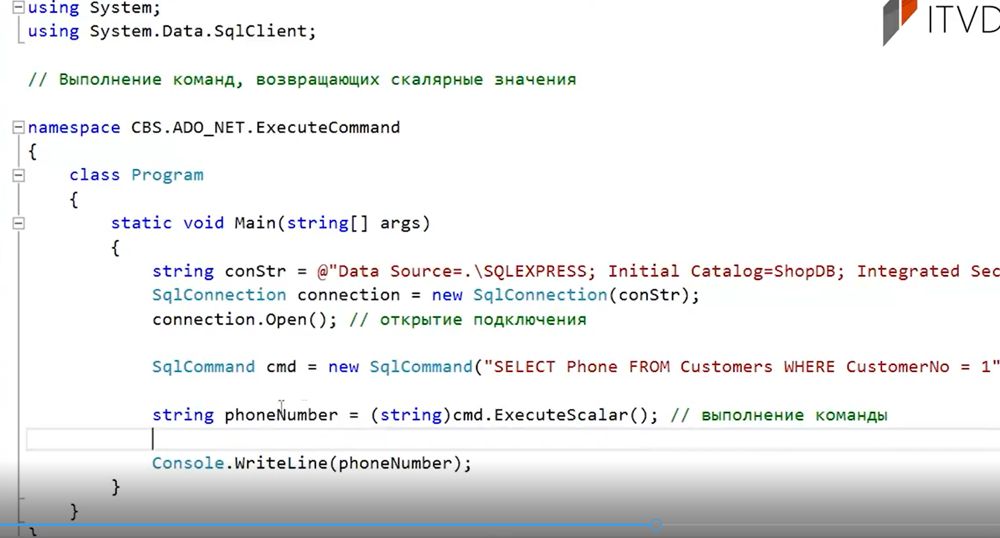 using System;
using System.Data.SqlClient;
// Выполнение команд, возвращающих скалярные значения
namespace CBS.ADO_NET.ExecuteCommand
{
class Program
{
static void Main(string[] args)
{
string conStr = @"Data Source=.\SQLEXPRESS; Initial Catalog=ShopDB; Integrated Sec
SqlConnection connection = new SqlConnection(conStr);
connection.Open(); // открытие подключения
SqlCommand cmd = new SqlCommand("SELECT Phone FROM Customers WHERE CustomerNo = 1"
string phoneNumber = (string)cmd.ExecuteScalar(); // выполнение команды
Console.WriteLine(phoneNumber);
}
}
}
ITVD